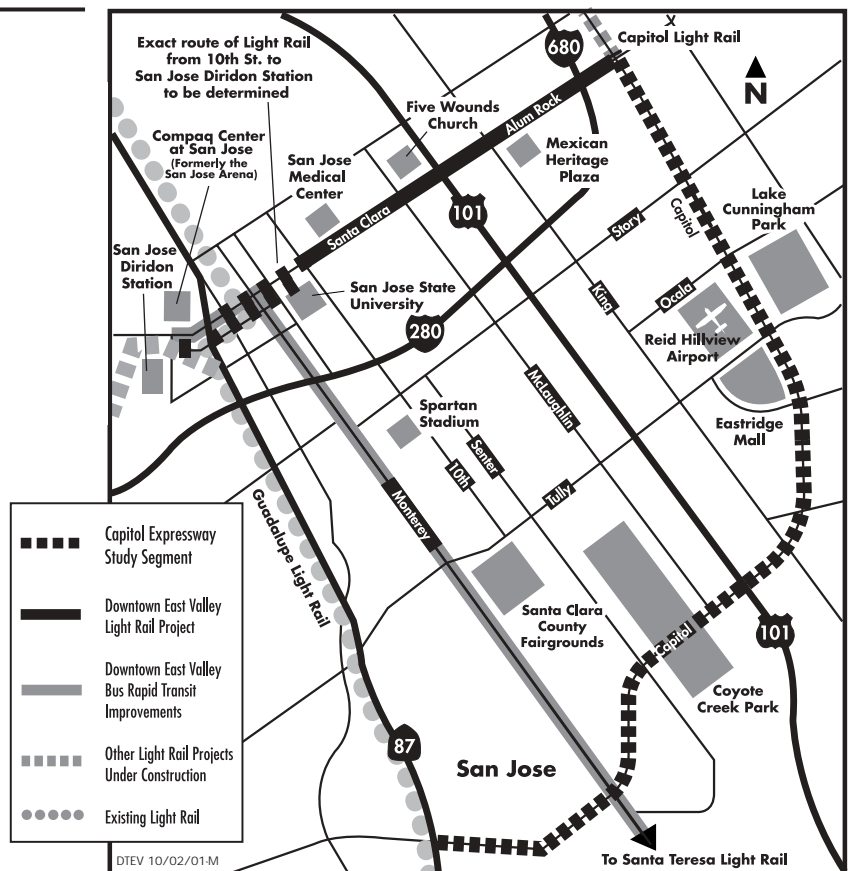 Exact route of Light Rail
from 10th St. to
San Jose Diridon Station
to be determined
680
X
Capitol Light Rail
N
Compaq Center
at San Jose
(Formerly the
San Jose Arena)
Five Wounds
Church
Alum Rock
Mexican
Heritage
Plaza
San Jose
Medical
Center
101
Santa Clara
Capitol
Lake
Cunningham
Park
Story
San Jose
Diridon
Station
San Jose State
University
King
Ocala
280
Reid Hillview
Airport
McLaughlin
Spartan
Stadium
Eastridge
Mall
Senter
10th
Tully
Monterey
Guadalupe Light Rail
Santa Clara
County
Fairgrounds
Capitol
101
Coyote
Creek Park
87
San Jose
To Santa Teresa Light Rail
Capitol Expressway
Study Segment
Downtown East Valley
Light Rail Project
Downtown East Valley
Bus Rapid Transit
Improvements
Other Light Rail Projects
Under Construction
Existing Light Rail
DTEV 10/02/01-M